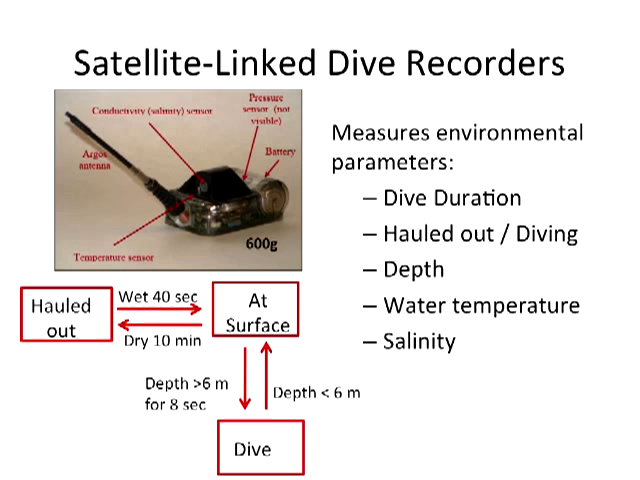 Satellite-Linked Dive Recorders
Conductivity (salinity) sensor
Pressure
sensor (not
visible)
Argos
antenna
Battery
600g
Temperature sensor
Measures environmental
parameters:
– Dive Duration
– Hauled out / Diving
– Depth
– Water temperature
– Salinity
Hauled
out
Wet 40 sec
Dry 10 min
At
Surface
Depth >6 m
for 8 sec
Depth < 6 m
Dive